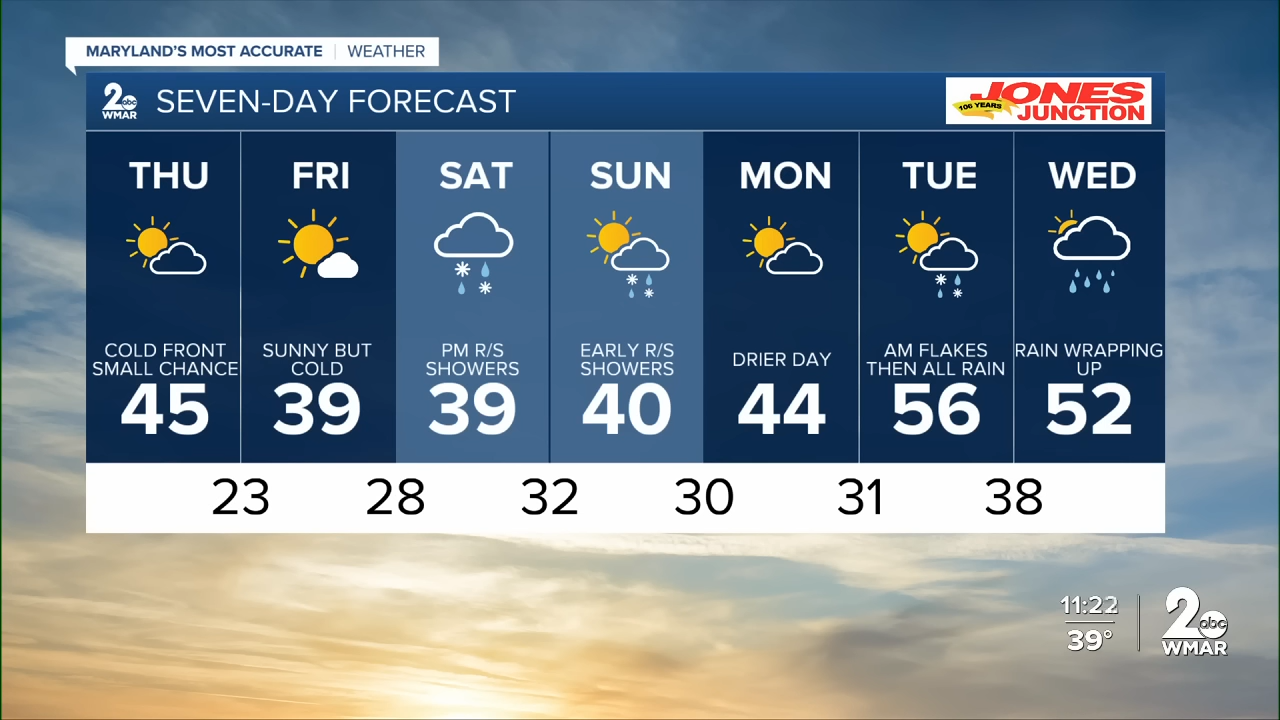 MARYLAND'S MOST ACCURATE | WEATHER
2 abc WMAR
SEVEN-DAY FORECAST
JONES
106 YEARS
JUNCTION
THU FRI SAT SUN MON TUE WED
COLD FRONT SMALL CHANCE
SUNNY BUT COLD
PM R/S SHOWERS
EARLY R/S SHOWERS
DRIER DAY
AM FLAKES THEN ALL RAIN
RAIN WRAPPING UP
45 39 39 40 44 56 52
23 28 32 30 31 38
11:22
39°
2 abc
WMAR